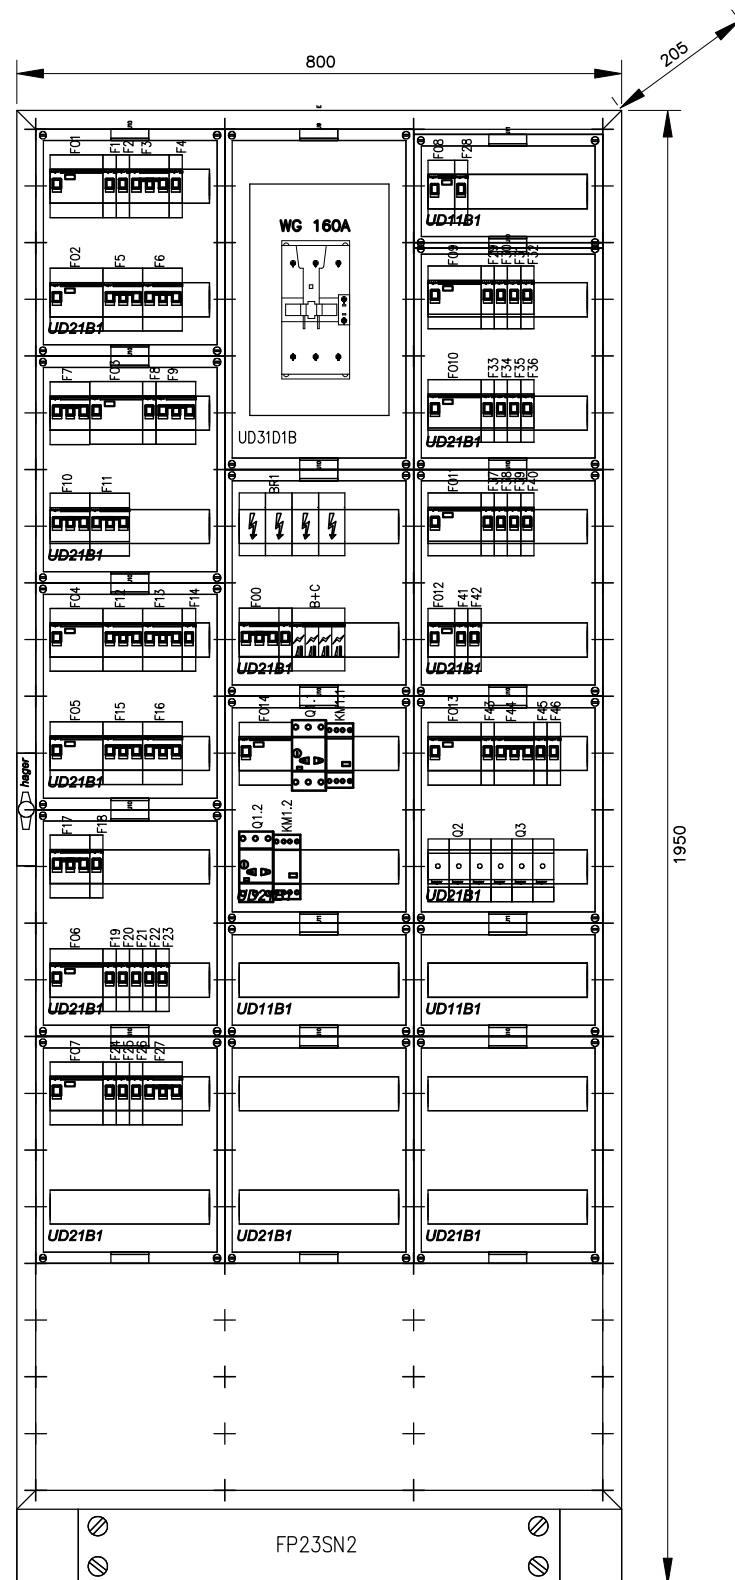 205
800
F01 F1 F2 F3 F4
F08 F28
WG 160A
UD11B1
F02 F5 F6
F09 F29 F30 F31 F32
UD21B1
F7 F03 F8 F9
F010 F33 F34 F35 F36
UD31D1B
UD21B1
F10 F11
BR1
F011 F37 F38 F39 F40
UD21B1
F04 F12 F13 F14
F00 B+C
F012 F41 F42
UD21B1
UD21B1
F05 F15 F16
F014 Q1.1 KM1.1
F013 F43 F44 F45 F46
hager
UD21B1
F17 F18
Q1.2 KM1.2
Q2 Q3
1950
UD21B1
UD21B1
F06 F19 F20 F21 F22 F23
UD21B1
UD11B1
UD11B1
F07 F24 F25 F26 F27
UD21B1
UD21B1
UD21B1
FP23SN2